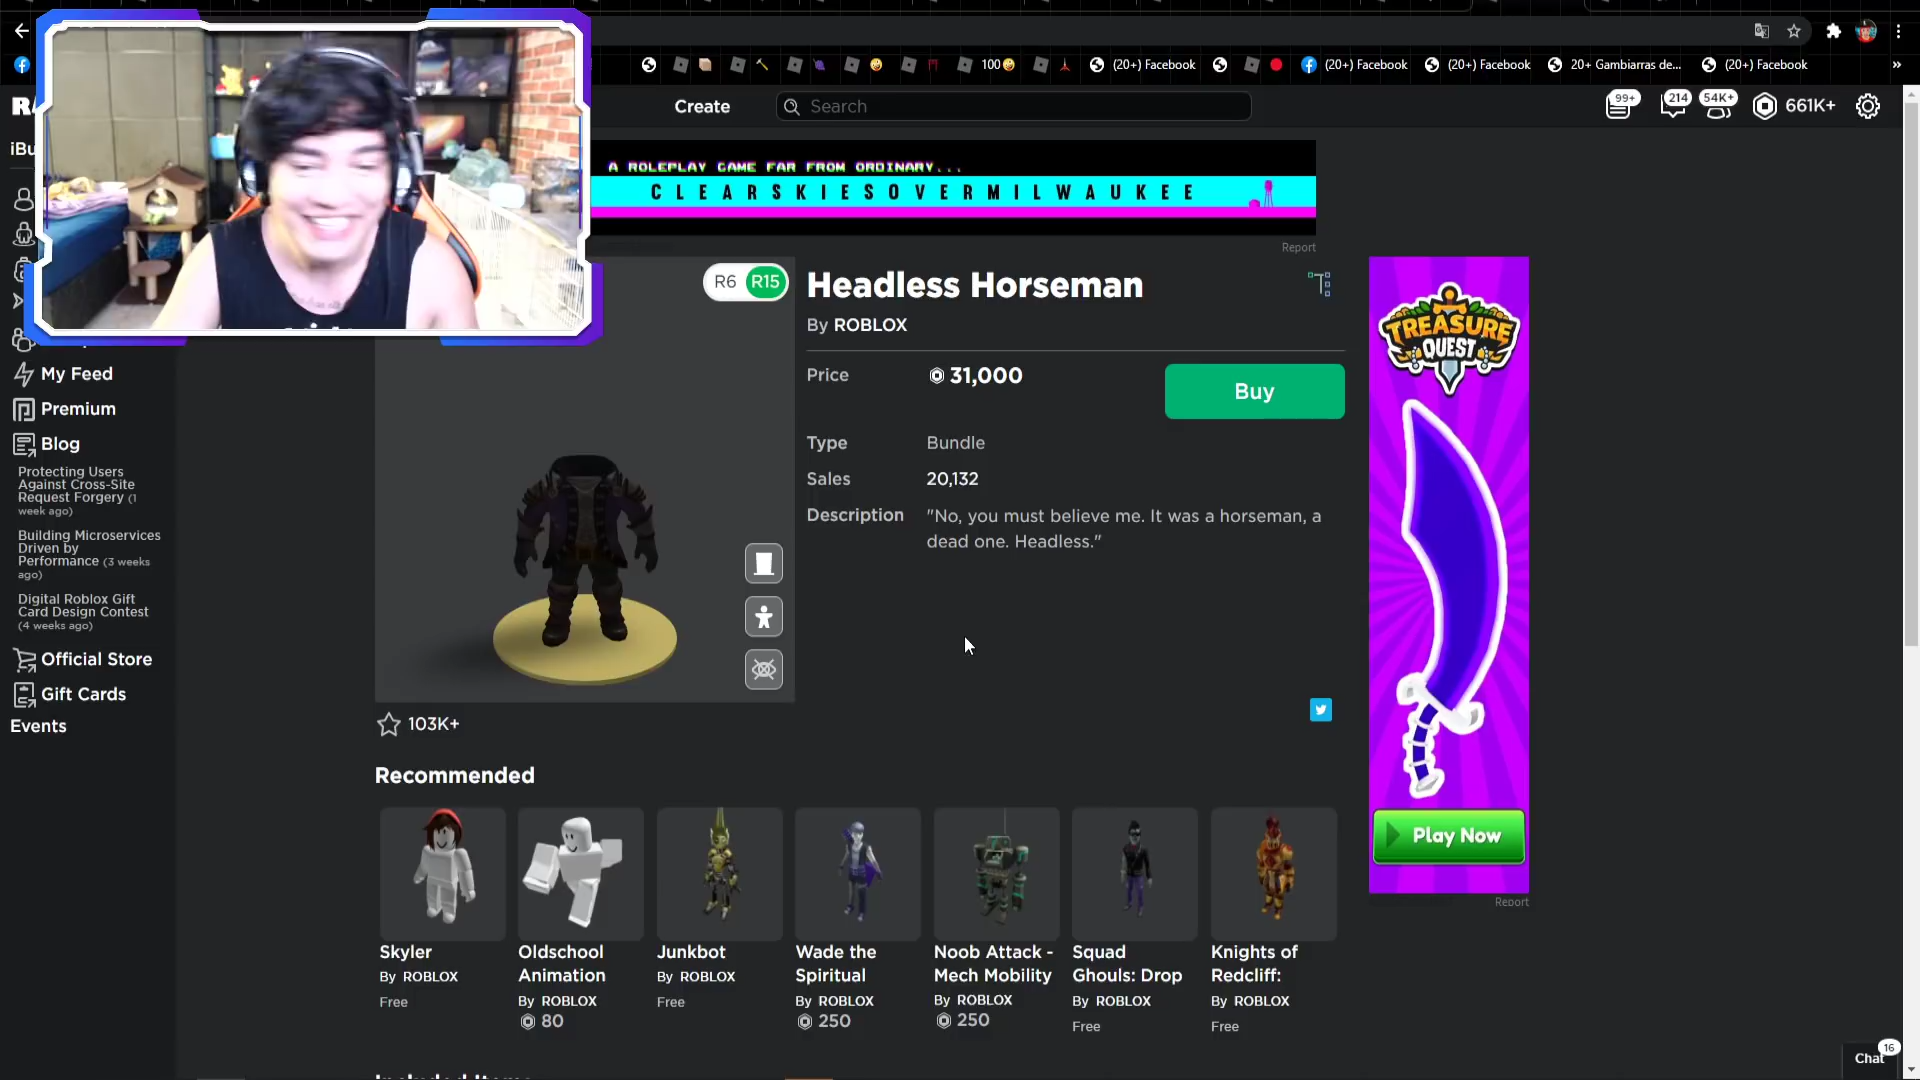 100
(20+) Facebook
(20+) Facebook
(20+) Facebook
20+ Gambiarras de...
(20+) Facebook
»
Create
Search
99+
214
54K+
661K+
iBu
A ROLEPLAY GAME FAR FROM ORDINARY...
CLEARSKIESOVERMILWAUKEE
Report
R6 R15
Headless Horseman
By ROBLOX
Price
31,000
Buy
Type
Bundle
Sales
20,132
Description
"No, you must believe me. It was a horseman, a
dead one. Headless."
My Feed
Premium
Blog
Protecting Users
Against Cross-Site
Request Forgery (1
week ago)
Building Microservices
Driven by
Performance (3 weeks
ago)
Digital Roblox Gift
Card Design Contest
(4 weeks ago)
Official Store
Gift Cards
Events
103K+
TREASURE
QUEST
Play Now
Report
Recommended
Skyler
By ROBLOX
Free
Oldschool
Animation
By ROBLOX
80
Junkbot
By ROBLOX
Free
Wade the
Spiritual
By ROBLOX
250
Noob Attack -
Mech Mobility
By ROBLOX
250
Squad
Ghouls: Drop
By ROBLOX
Free
Knights of
Redcliff:
By ROBLOX
Free
16
Chat